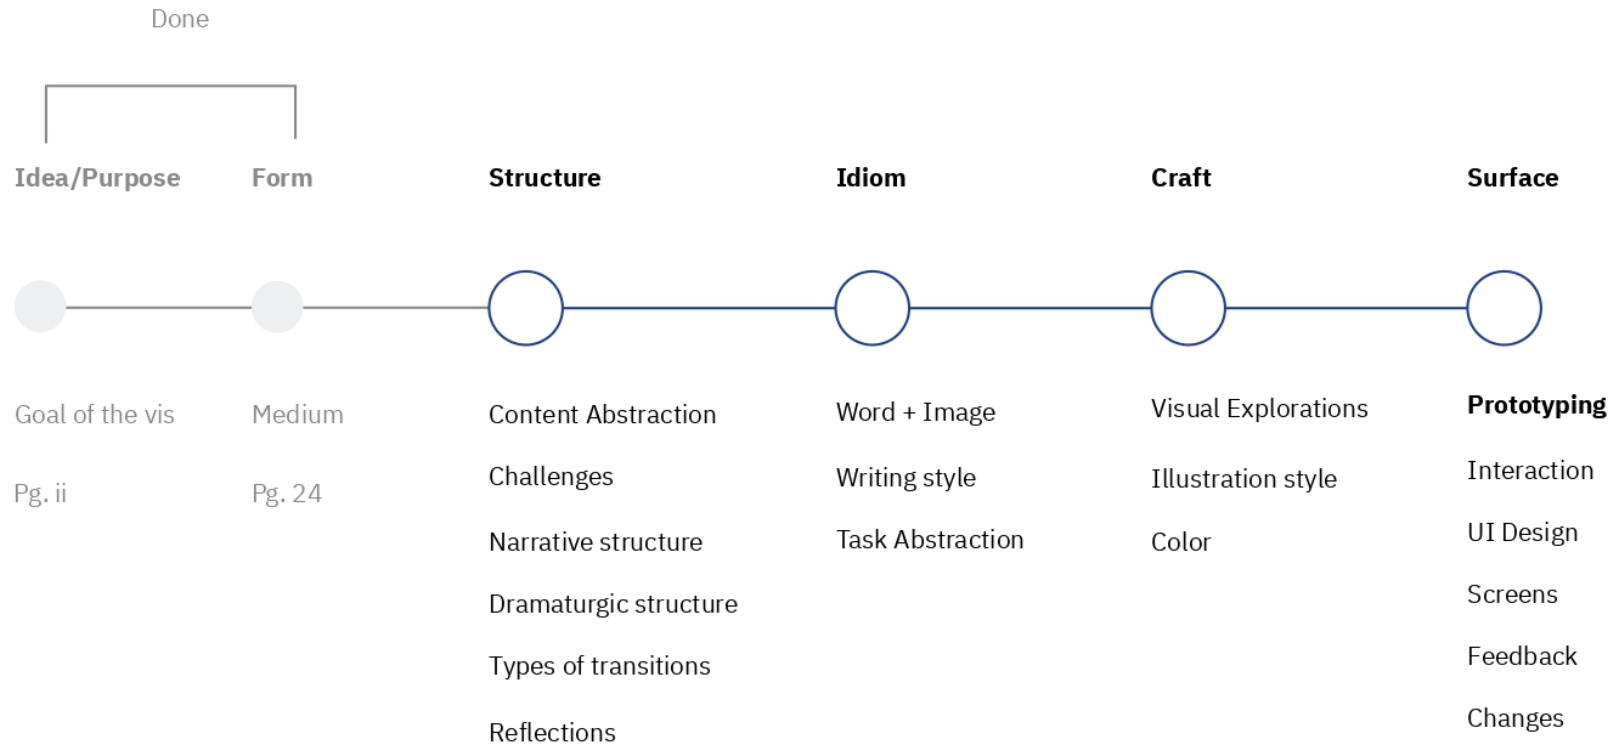 Done
Idea/Purpose
Form
Structure
Idiom
Craft
Surface
Goal of the vis
Pg. ii
Medium
Pg. 24
Content Abstraction
Challenges
Narrative structure
Dramaturgic structure
Types of transitions
Reflections
Word + Image
Writing style
Task Abstraction
Visual Explorations
Illustration style
Color
Prototyping
Interaction
UI Design
Screens
Feedback
Changes